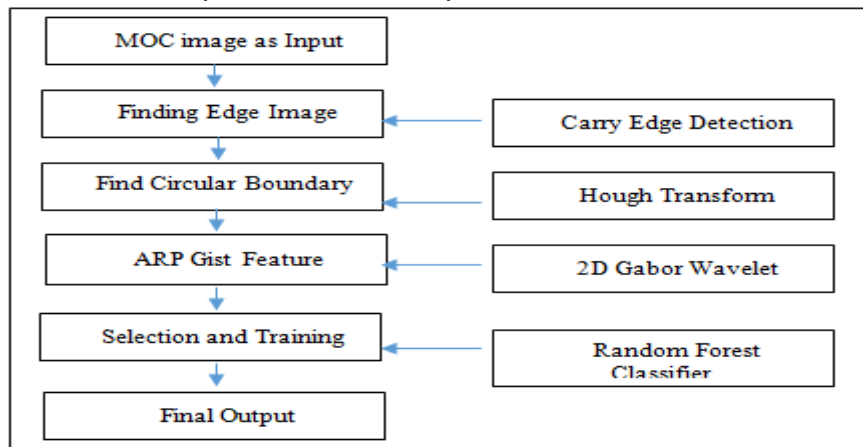 MOC image as Input
Finding Edge Image
Carry Edge Detection
Find Circular Boundary
Hough Transform
ARP Gist Feature
2D Gabor Wavelet
Selection and Training
Random Forest
Classifier
Final Output